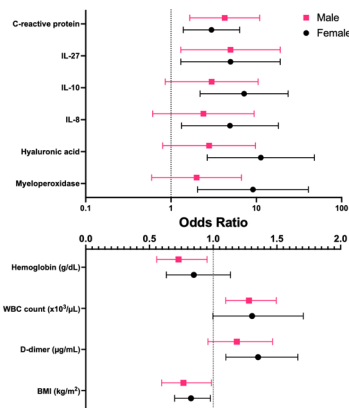 Male
Female
C-reactive protein
IL-27
IL-10
IL-8
Hyaluronic acid
Myeloperoxidase
0.1 1 10 100
Odds Ratio
0.0 0.5 1.0 1.5 2.0
Hemoglobin (g/dL)
WBC count (x10³/µL)
D-dimer (µg/mL)
BMI (kg/m²)